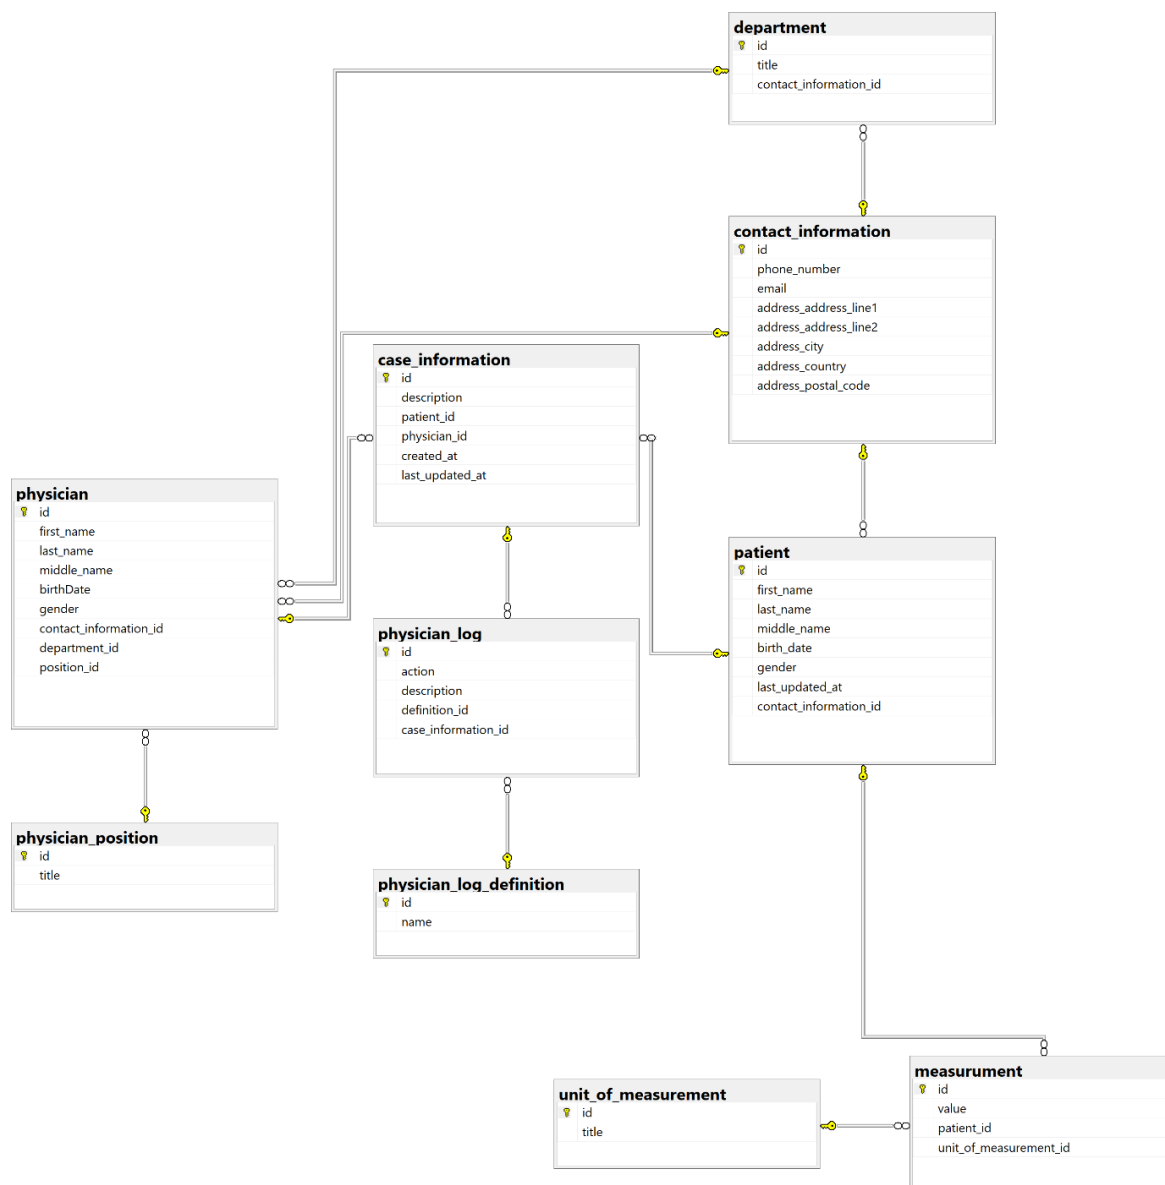 department
id
title
contact_information_id
contact_information
id
phone_number
email
address_address_line1
address_address_line2
address_city
address_country
address_postal_code
case_information
id
description
patient_id
physician_id
created_at
last_updated_at
physician
id
first_name
last_name
middle_name
birthDate
gender
contact_information_id
department_id
position_id
patient
id
first_name
last_name
middle_name
birth_date
gender
last_updated_at
contact_information_id
physician_log
id
action
description
definition_id
case_information_id
physician_position
id
title
physician_log_definition
id
name
measurument
id
value
patient_id
unit_of_measurement_id
unit_of_measurement
id
title